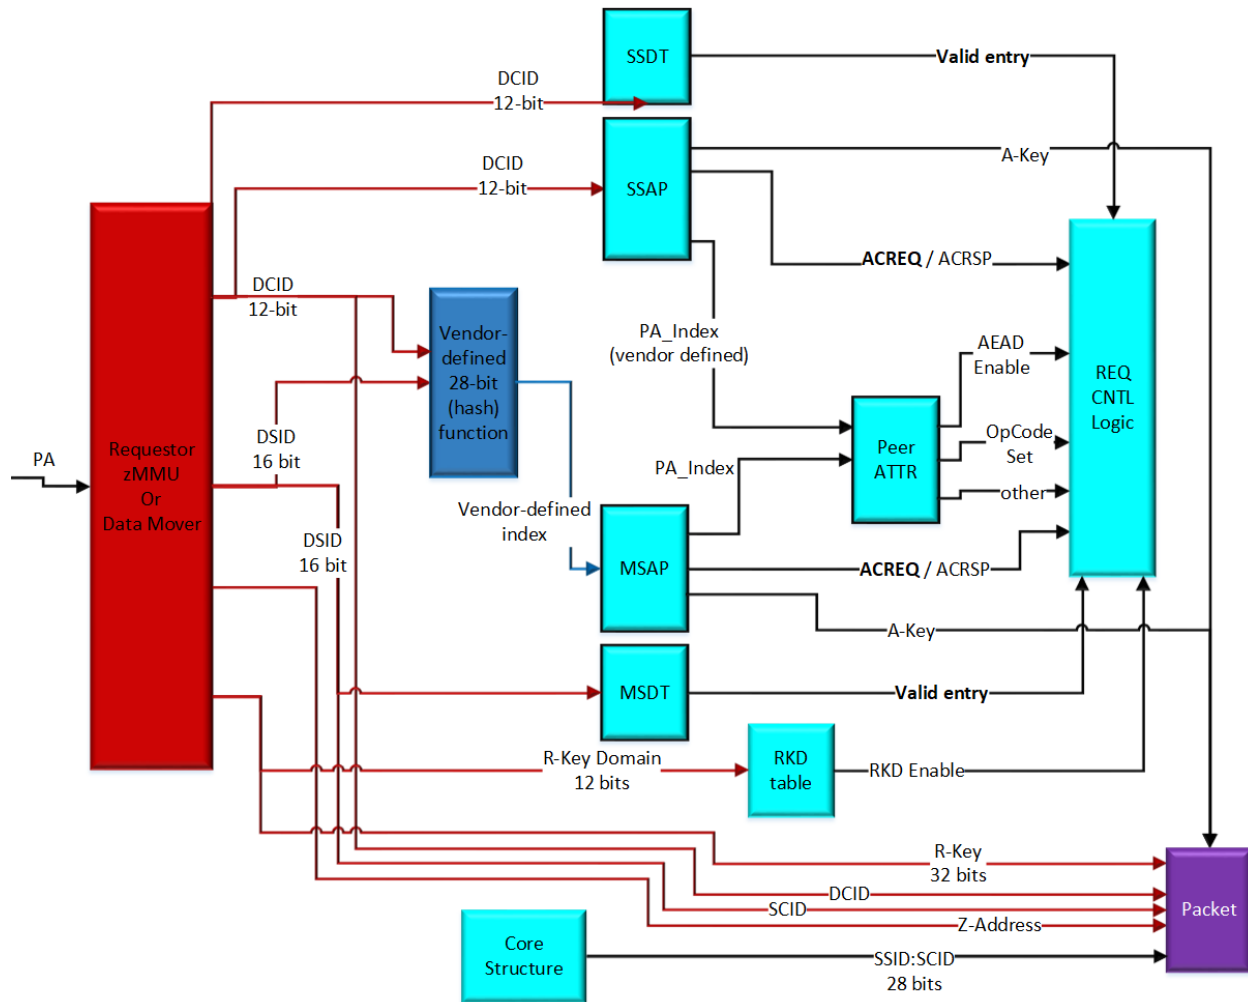 SSDT
Valid entry
DCID
12-bit
A-Key
DCID
12-bit
SSAP
ACREQ / ACRSP
DCID
12-bit
PA_Index
(vendor defined)
Vendor-
defined
28-bit
(hash)
function
AEAD
Enable
REQ
CNTL
Logic
DSID
16 bit
OpCode
Set
Peer
ATTR
Requestor
zMMU
Or
Data Mover
PA
PA_Index
other
Vendor-defined
index
DSID
16 bit
MSAP
ACREQ / ACRSP
A-Key
MSDT
Valid entry
R-Key Domain
12 bits
RKD
table
RKD Enable
R-Key
32 bits
DCID
SCID
Z-Address
Packet
Core
Structure
SSID:SCID
28 bits